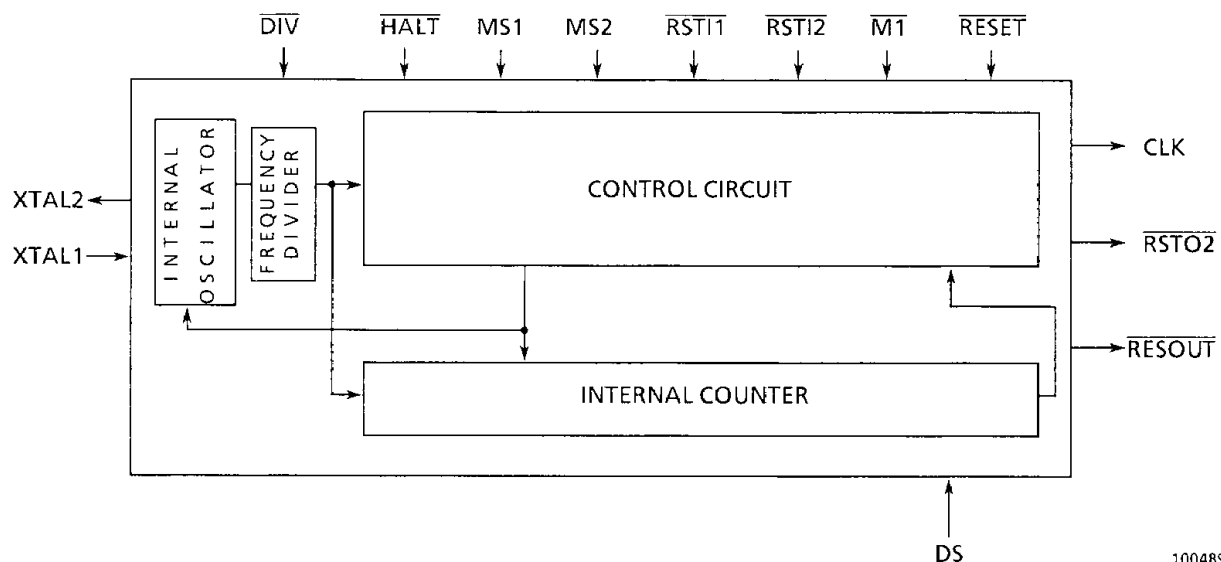 DIV HALT MS1 MS2 RSTI1 RSTI2 M1 RESET
INTERNAL
OSCILLATOR
FREQUENCY
DIVIDER
CONTROL CIRCUIT
CLK
XTAL2
XTAL1
RSTO2
RESOUT
INTERNAL COUNTER
DS